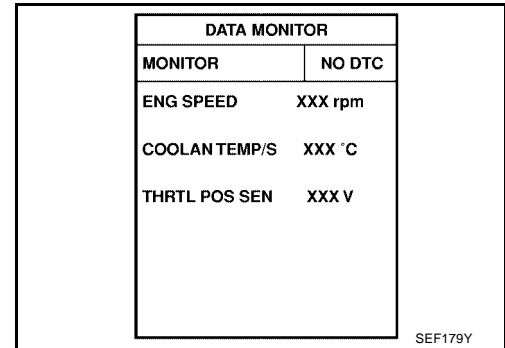 DATA MONITOR
MONITOR NO DTC
ENG SPEED XXX rpm
COOLAN TEMP/S XXX °C
THRTL POS SEN XXX V
SEF179Y